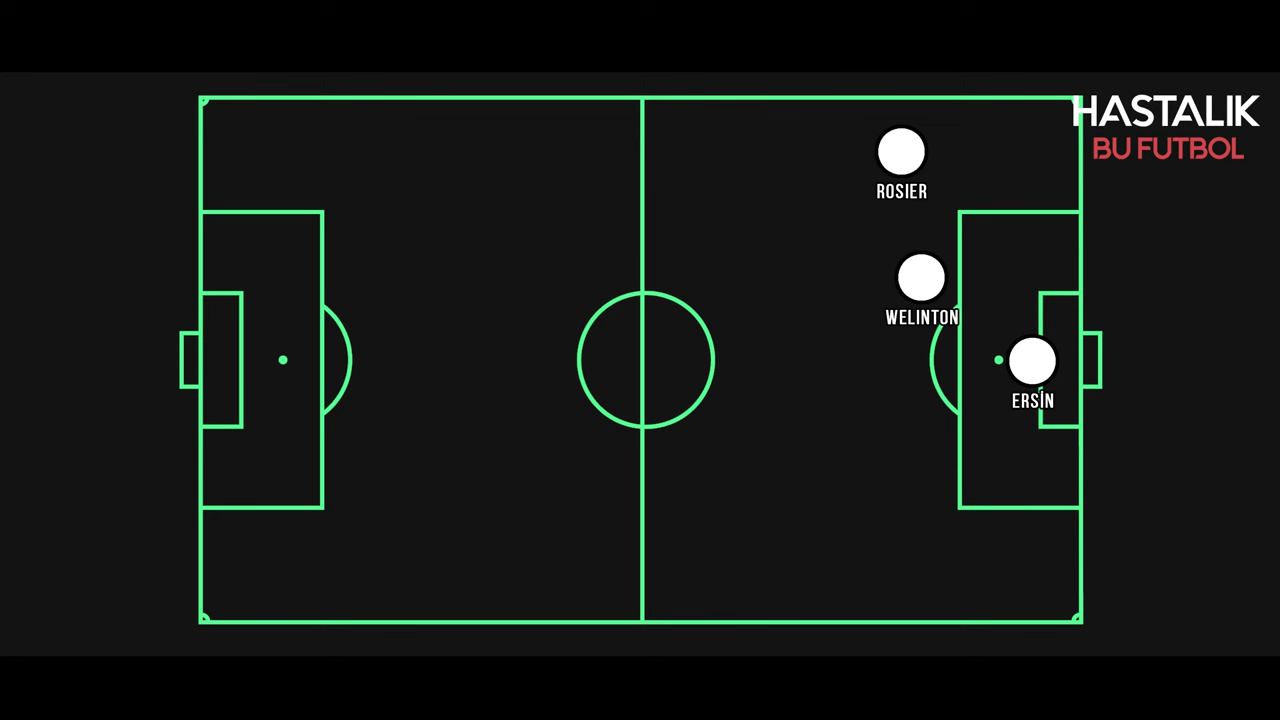 HASTALIK
BU FUTBOL
ROSIER
WELINTON
ERSİN